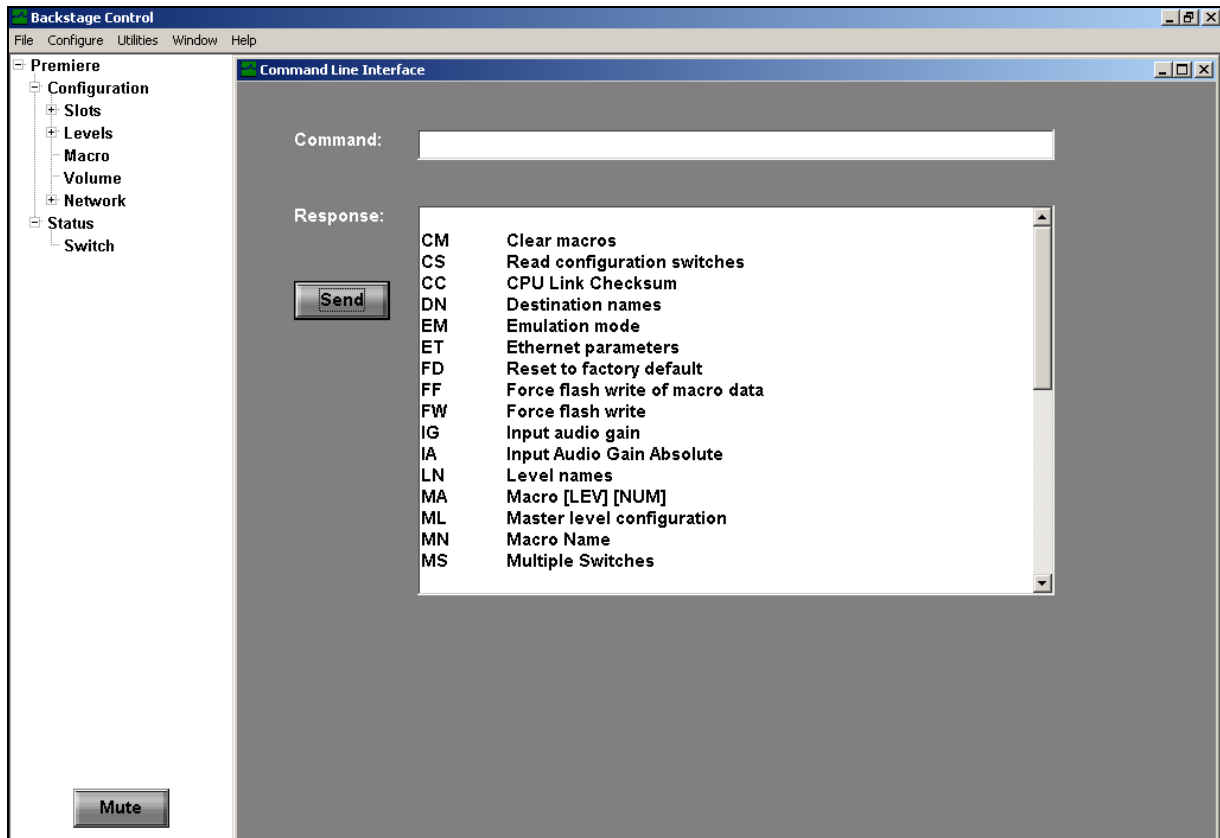 Backstage Control
File Configure Utilities Window Help
Premiere
Configuration
Slots
Levels
Macro
Volume
Network
Status
Switch
Mute
Command Line Interface
Command:
Response:
Send
CM Clear macros
CS Read configuration switches
CC CPU Link Checksum
DN Destination names
EM Emulation mode
ET Ethernet parameters
FD Reset to factory default
FF Force flash write of macro data
FW Force flash write
IG Input audio gain
IA Input Audio Gain Absolute
LN Level names
MA Macro [LEV] [NUM]
ML Master level configuration
MN Macro Name
MS Multiple Switches